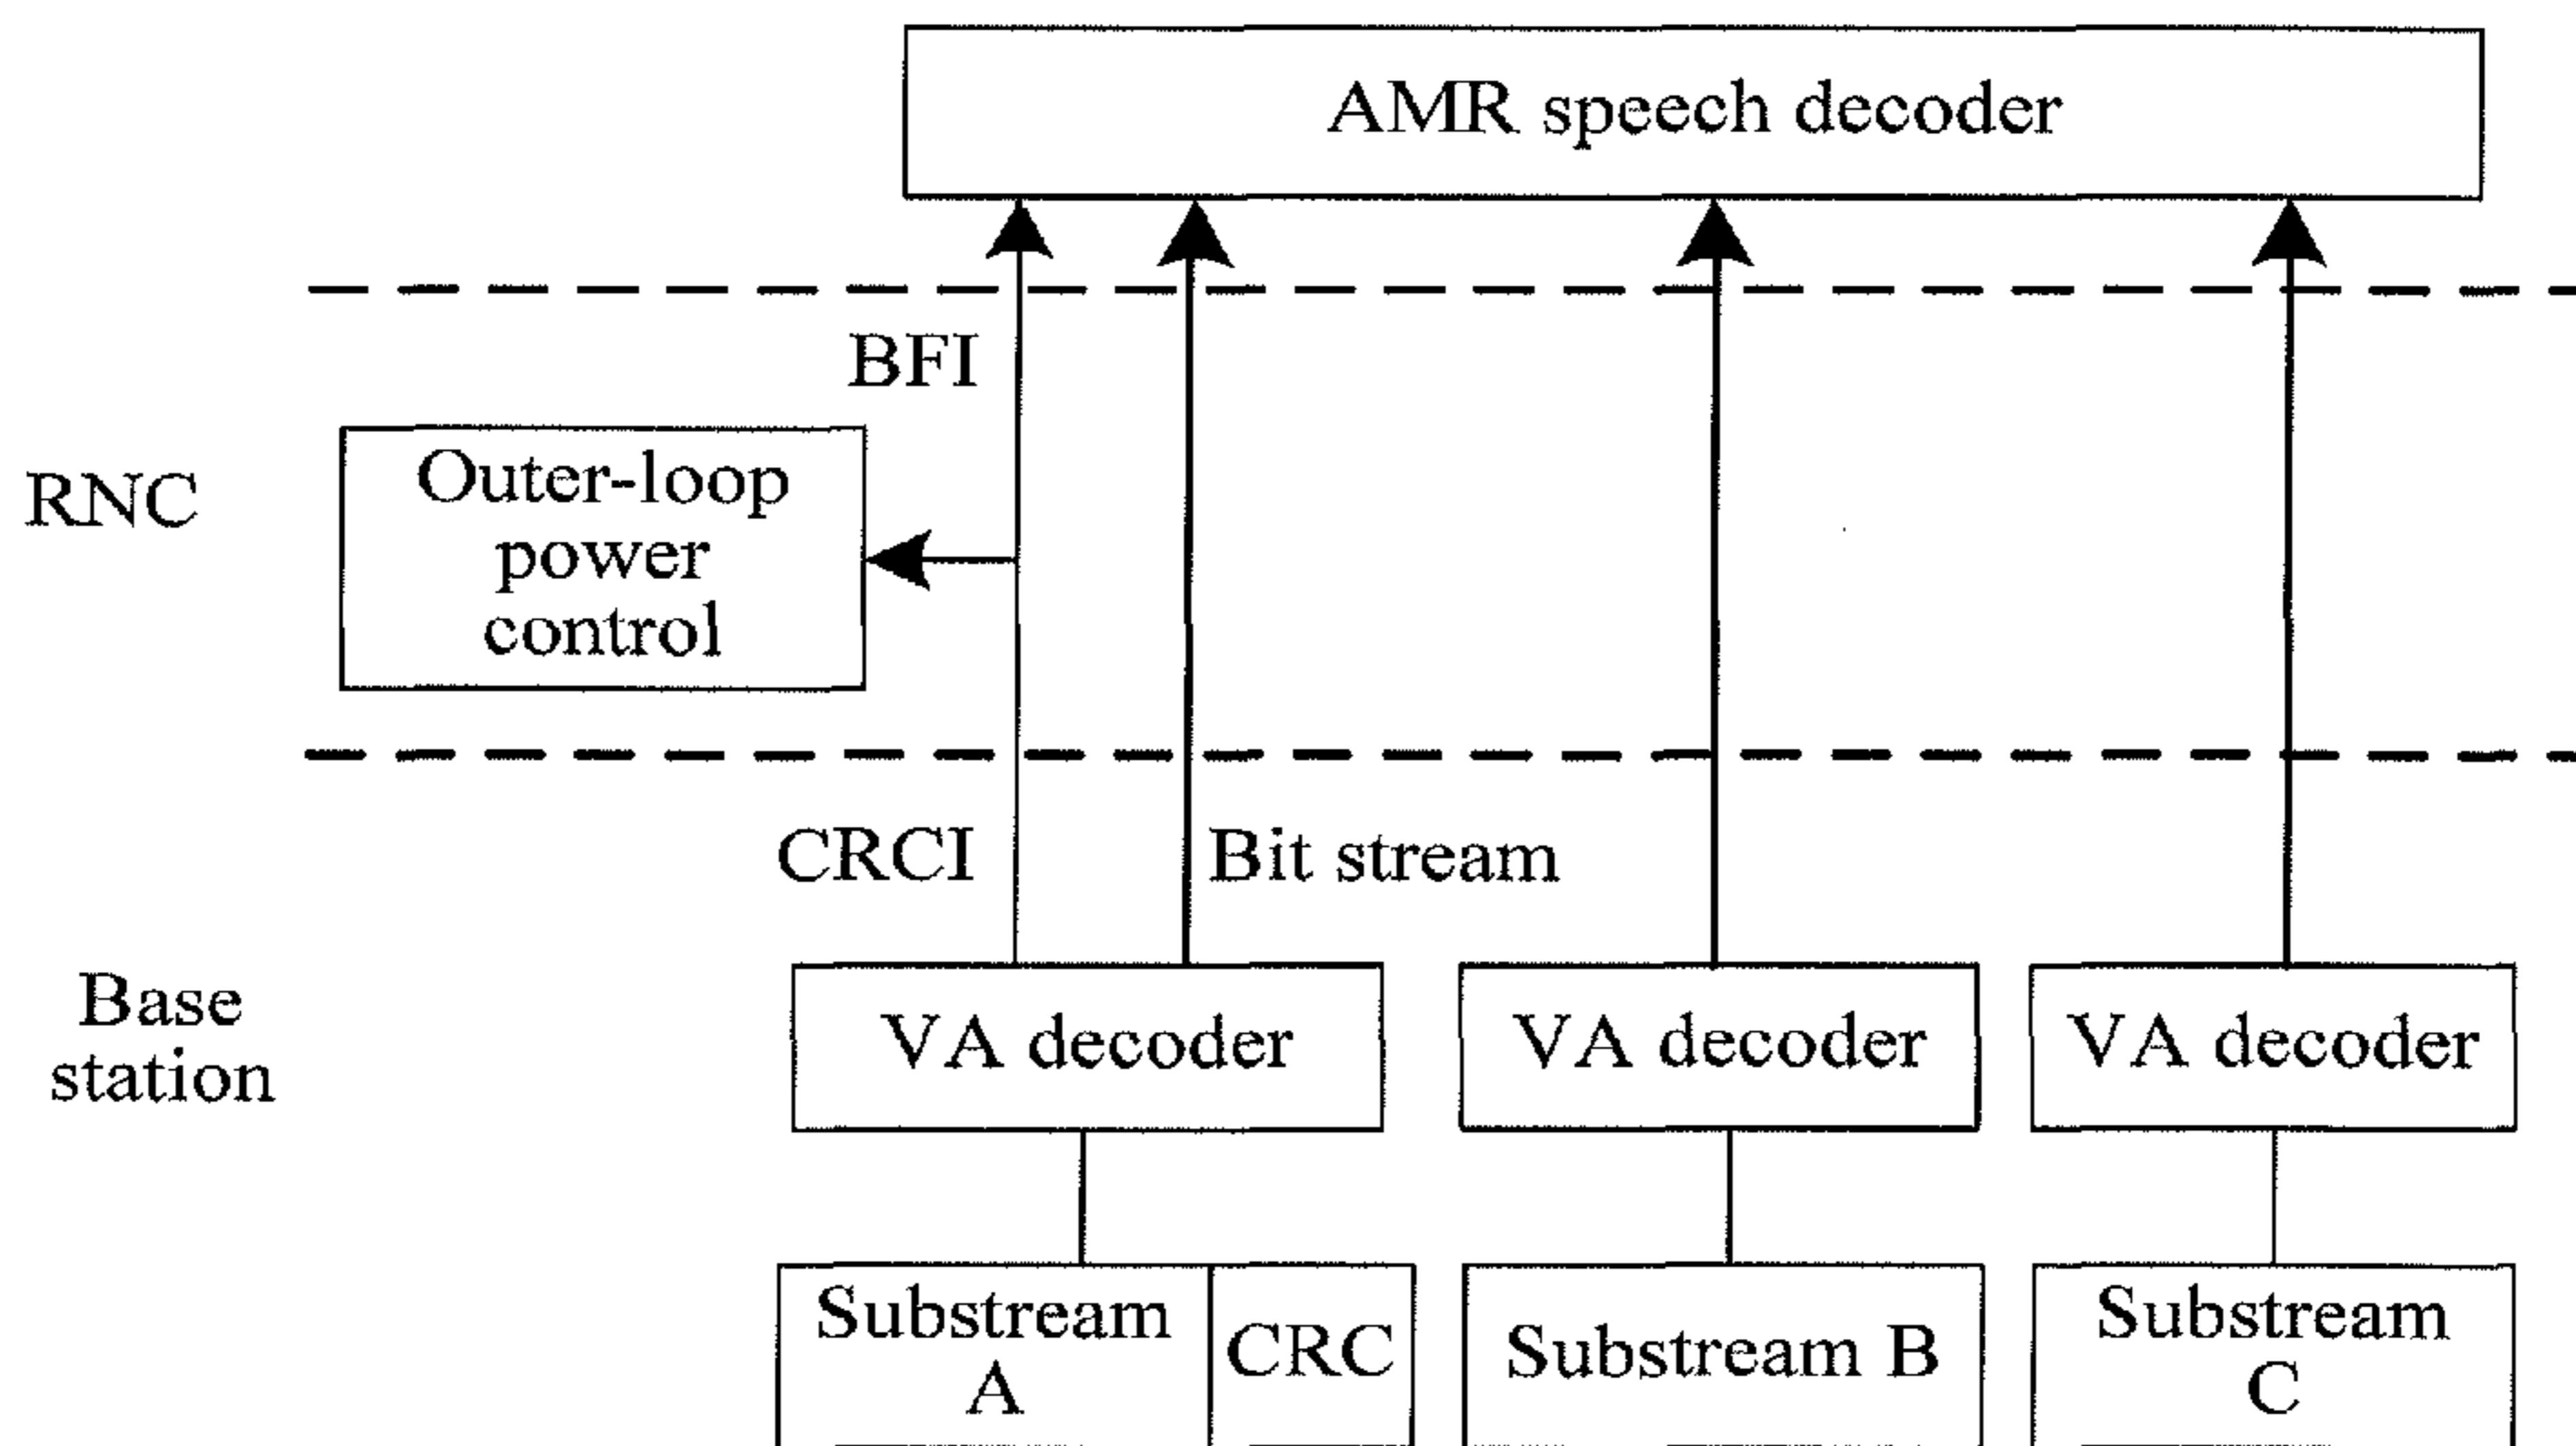 AMR speech decoder
BFI
RNC
Outer-loop
power
control
CRCI
Bit stream
Base
station
VA decoder
VA decoder
VA decoder
Substream
A
CRC
Substream B
Substream
C